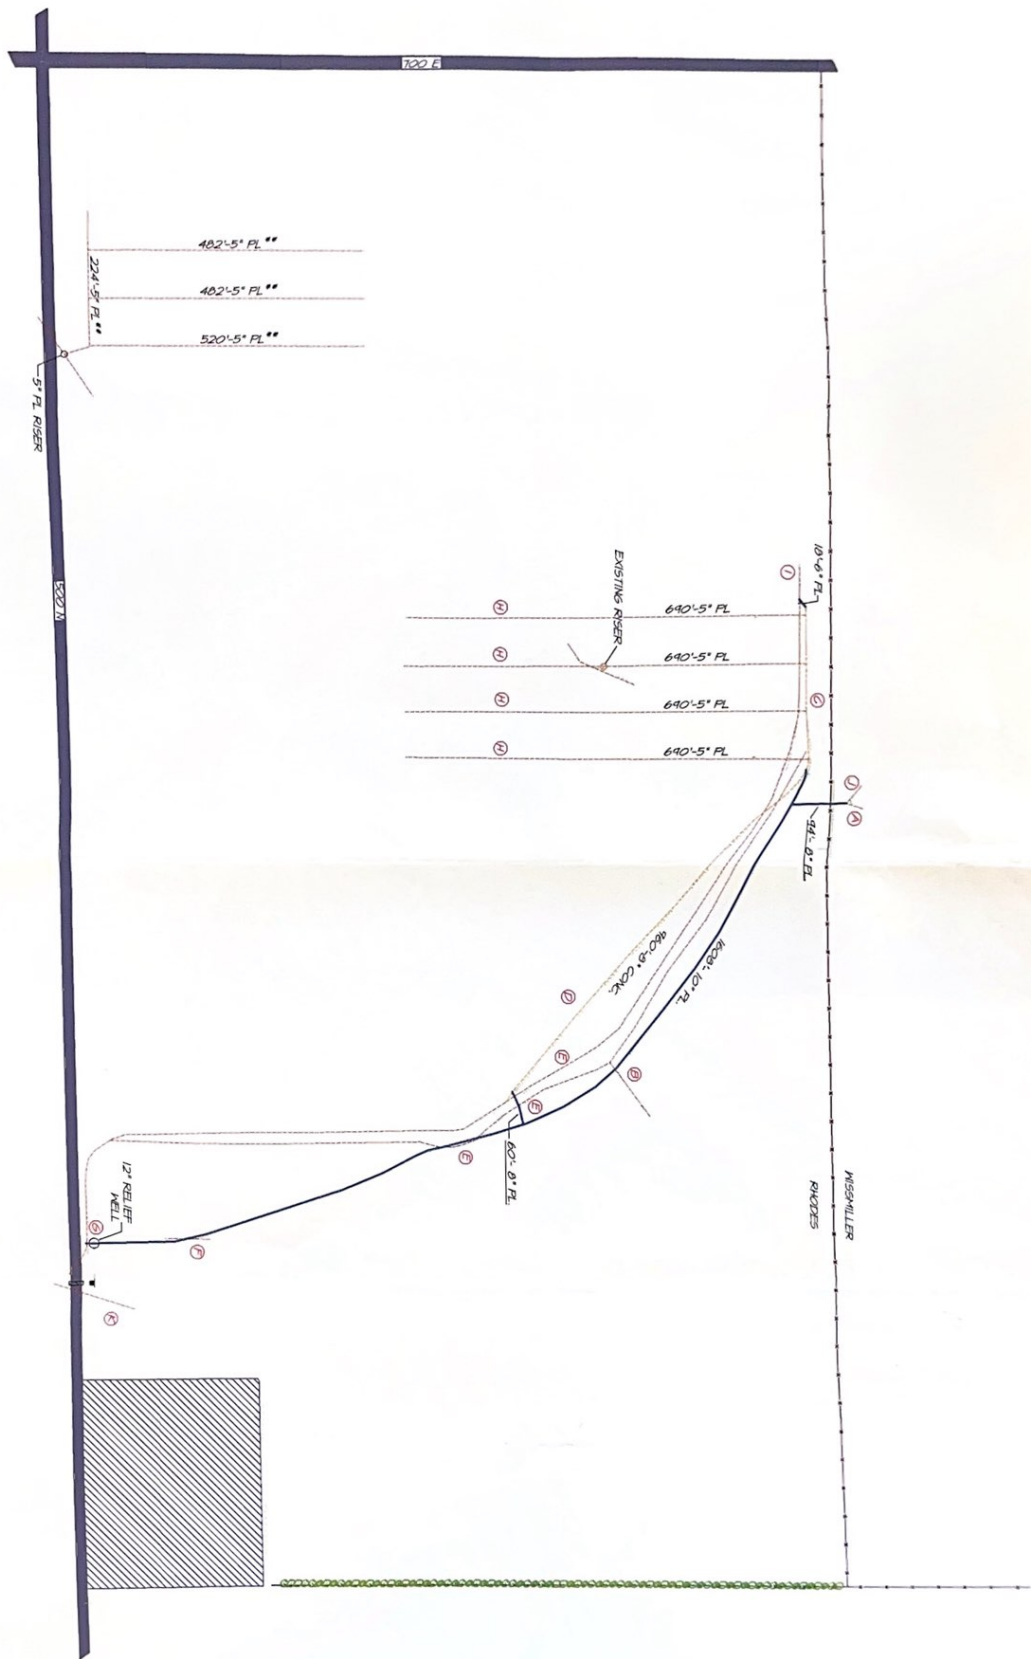 700 E
482'-5" PL **
482'-5" PL **
520'-5" PL **
224'-5" PL **
5" PL RISER
500 N
EXISTING RISER
18'-6" PL
I
690'-5" PL
H
690'-5" PL
H
690'-5" PL
H
690'-5" PL
H
C
J
A
94'-8" PL
960'-8" CONC.
1608'-10" PL
D
E
B
E
60'-8" PL
E
WISSMILLER
RHODES
12" RELIEF
WELL
G
F
K